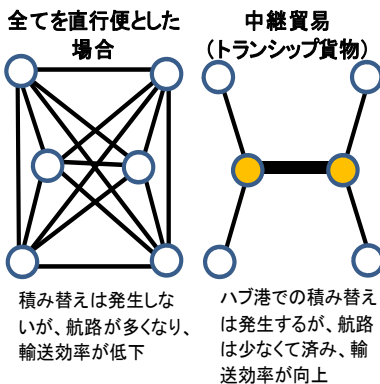 全てを直行便とした
場合
積み替えは発生しな
いが、航路が多くなり、
輸送効率が低下
中継貿易
(トランシップ貨物)
ハブ港での積み替え
は発生するが、航路
は少なくて済み、輸
送効率が向上